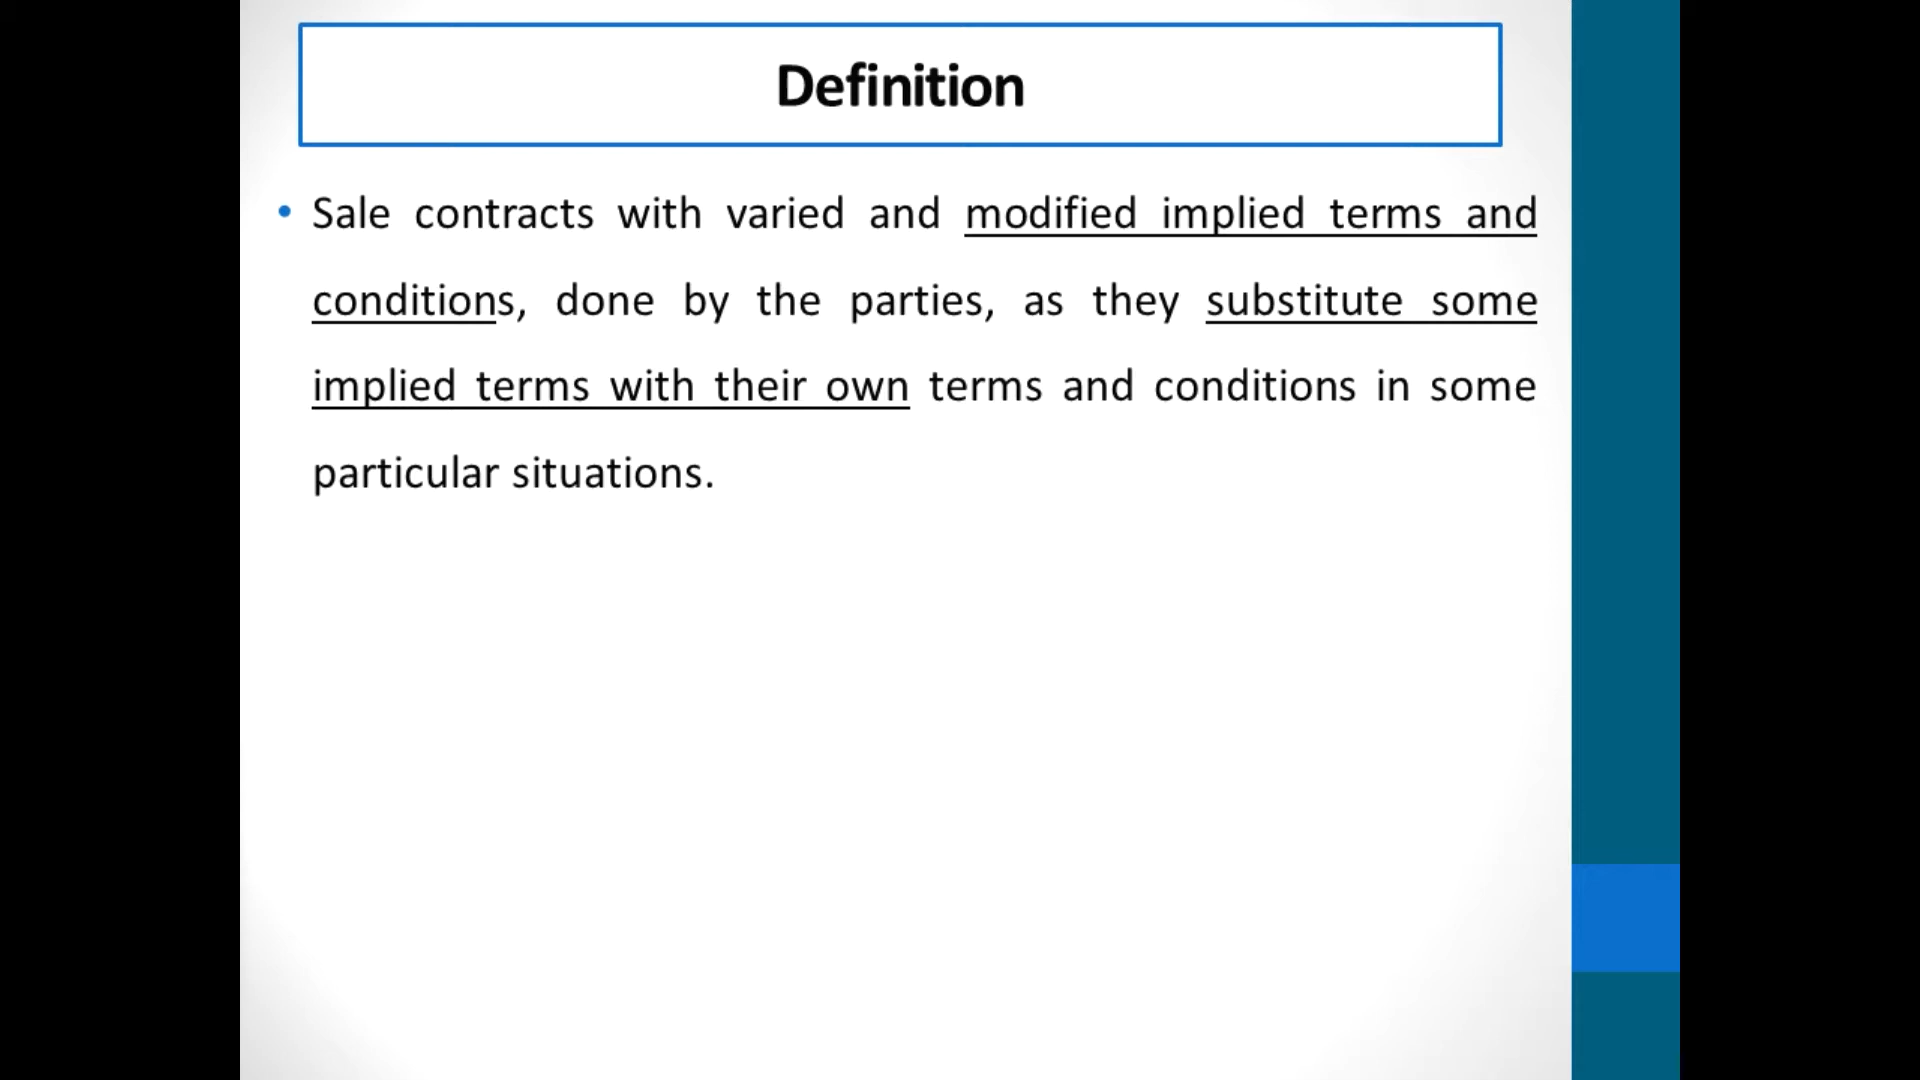 Definition
• Sale contracts with varied and modified implied terms and
conditions, done by the parties, as they substitute some
implied terms with their own terms and conditions in some
particular situations.